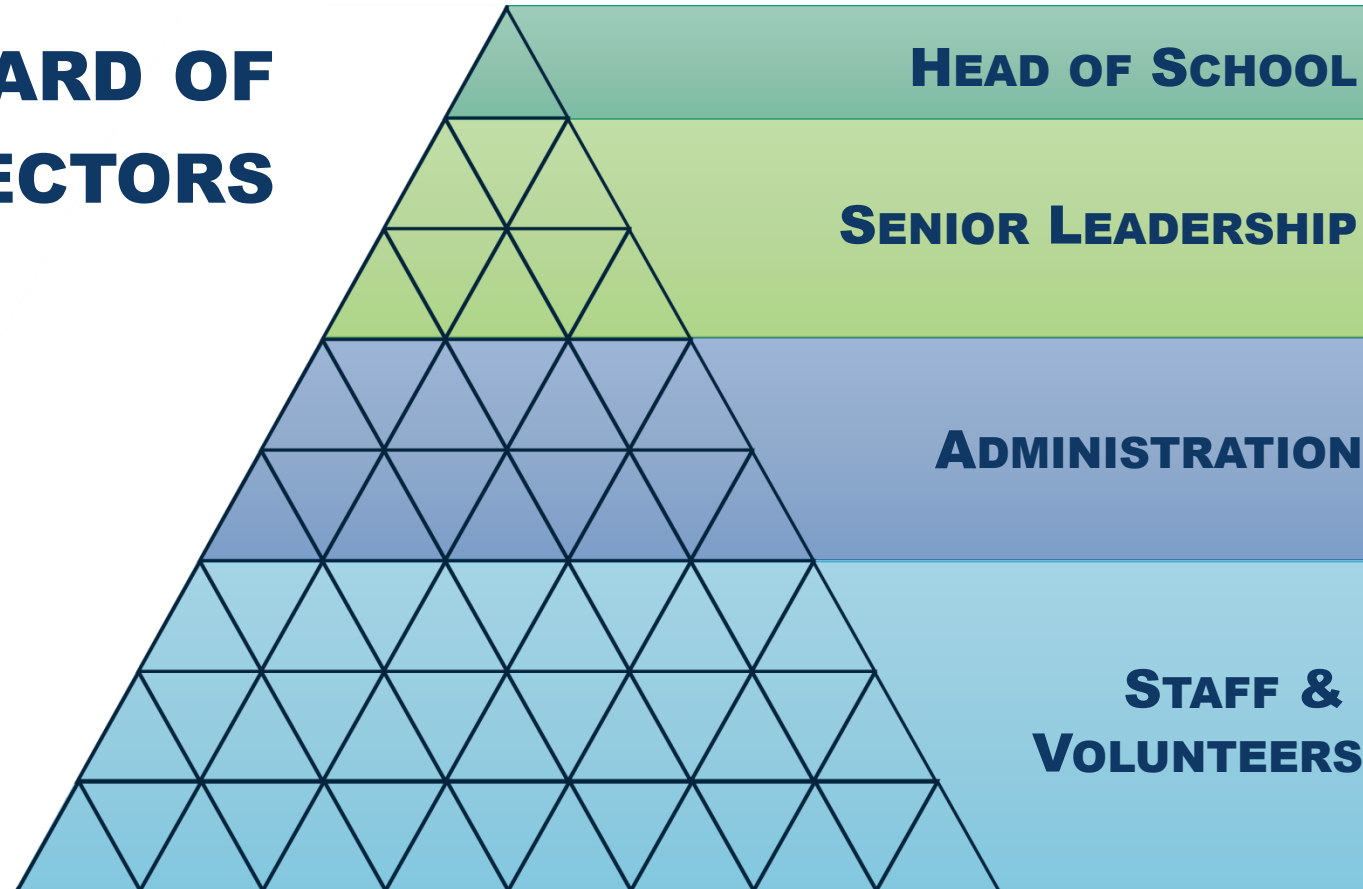 ARD OF
ECTORS
HEAD OF SCHOOL
SENIOR LEADERSHIP
ADMINISTRATION
STAFF &
VOLUNTEERS